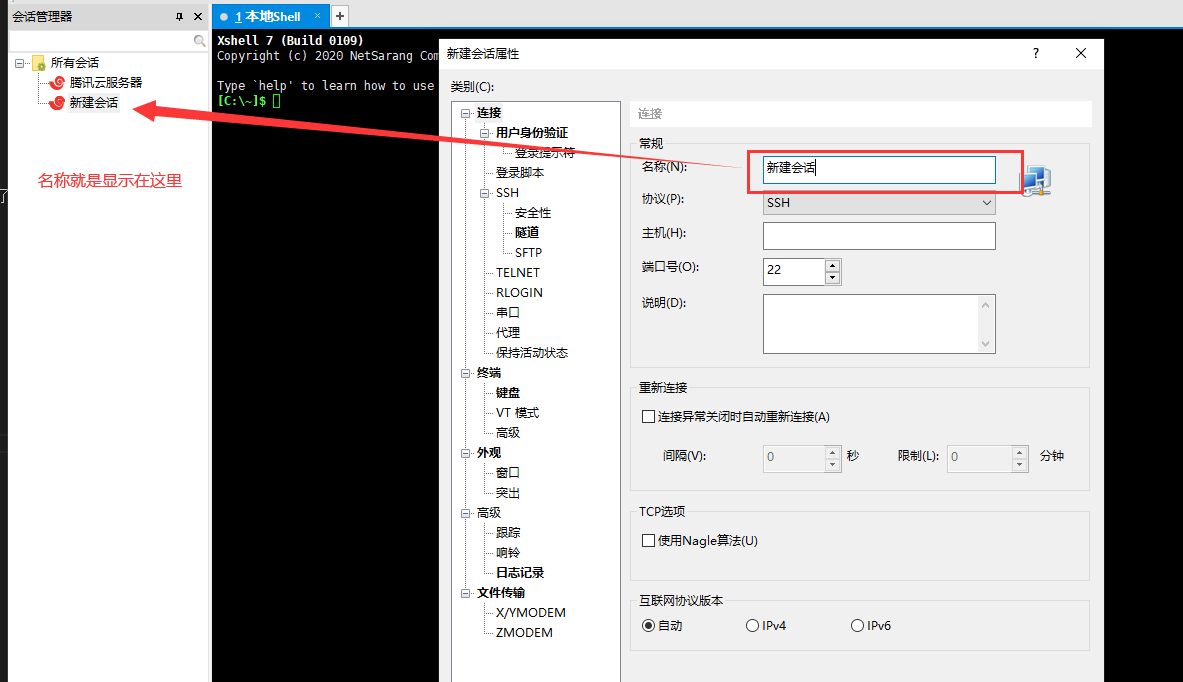 会话管理器
1 本地Shell
所有会话
腾讯云服务器
新建会话
名称就是显示在这里
Xshell 7 (Build 0109)
Copyright (c) 2020 NetSarang Com
Type `help' to learn how to use
[C:\~]$
新建会话属性
?
类别(C):
连接
用户身份验证
登录提示符
登录脚本
SSH
安全性
隧道
SFTP
TELNET
RLOGIN
串口
代理
保持活动状态
终端
键盘
VT 模式
高级
外观
窗口
突出
高级
跟踪
响铃
日志记录
文件传输
X/YMODEM
ZMODEM
连接
常规
名称(N):
新建会话
协议(P):
SSH
主机(H):
端口号(O):
22
说明(D):
重新连接
连接异常关闭时自动重新连接(A)
间隔(V):
0
秒
限制(L):
0
分钟
TCP选项
使用Nagle算法(U)
互联网协议版本
自动
IPv4
IPv6